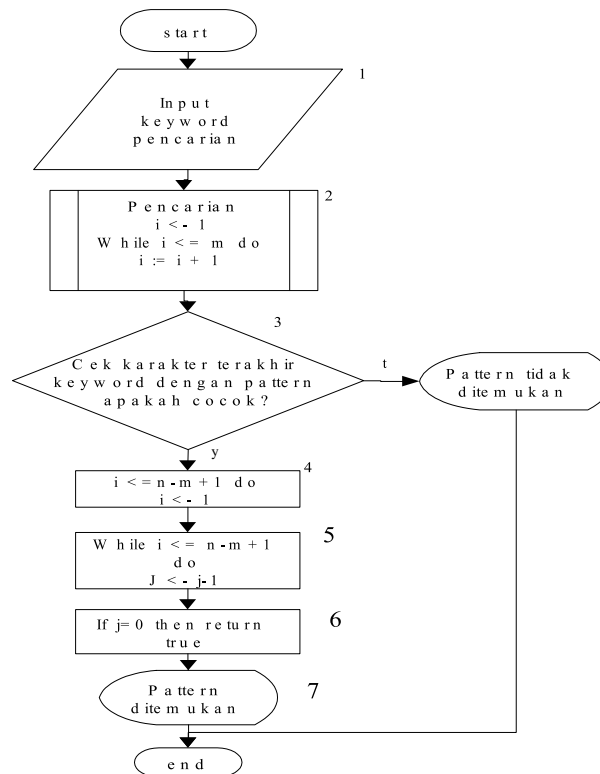 start
1
Input
keyword
pencarian
2
Pencarian
i <- 1
While i <= m do
i := i + 1
3
Cek karakter terakhir
keyword dengan pattern
apakah cocok?
t
Pattern tidak
ditemukan
y
4
i <= n-m+1 do
i <- 1
5
While i <= n-m+1
do
J <- j-1
6
If j=0 then return
true
7
Pattern
ditemukan
end